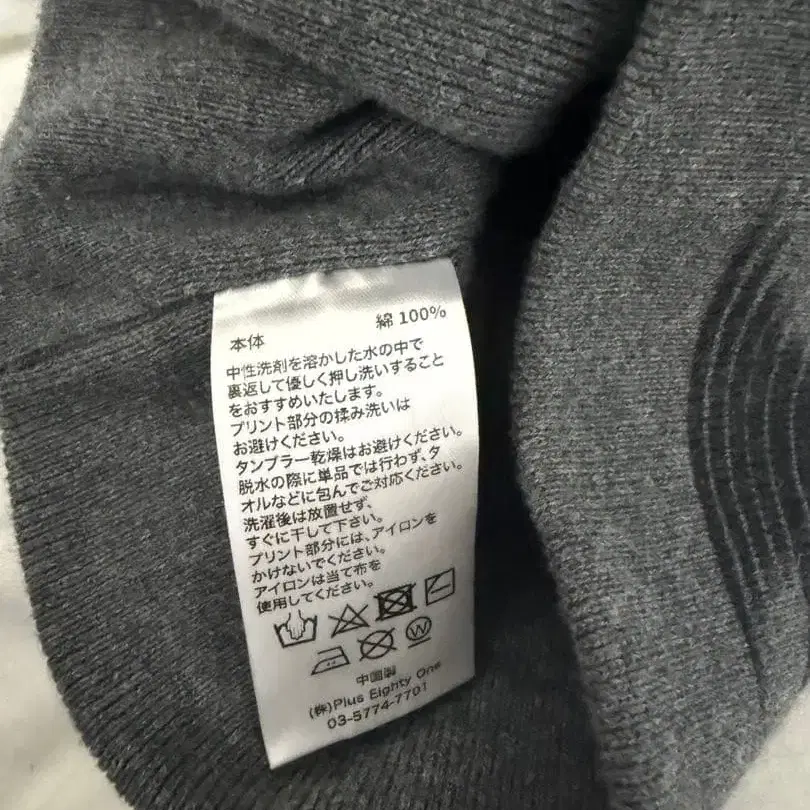 本体 綿 100%
中性洗剤を溶かした水の中で
裏返して優しく押し洗いすること
をおすすめいたします。
プリント部分の揉み洗いは
お避けください。
タンブラー乾燥はお避けください。
脱水の際に単品では行わず、タ
オルなどに包んでご対応ください。
洗濯後は放置せず、
すぐに干して下さい。
プリント部分には、アイロンを
かけないでください。
アイロンは当て布を
使用してください。
W
中国製
(株)Plus Eighty One
03-5774-7701